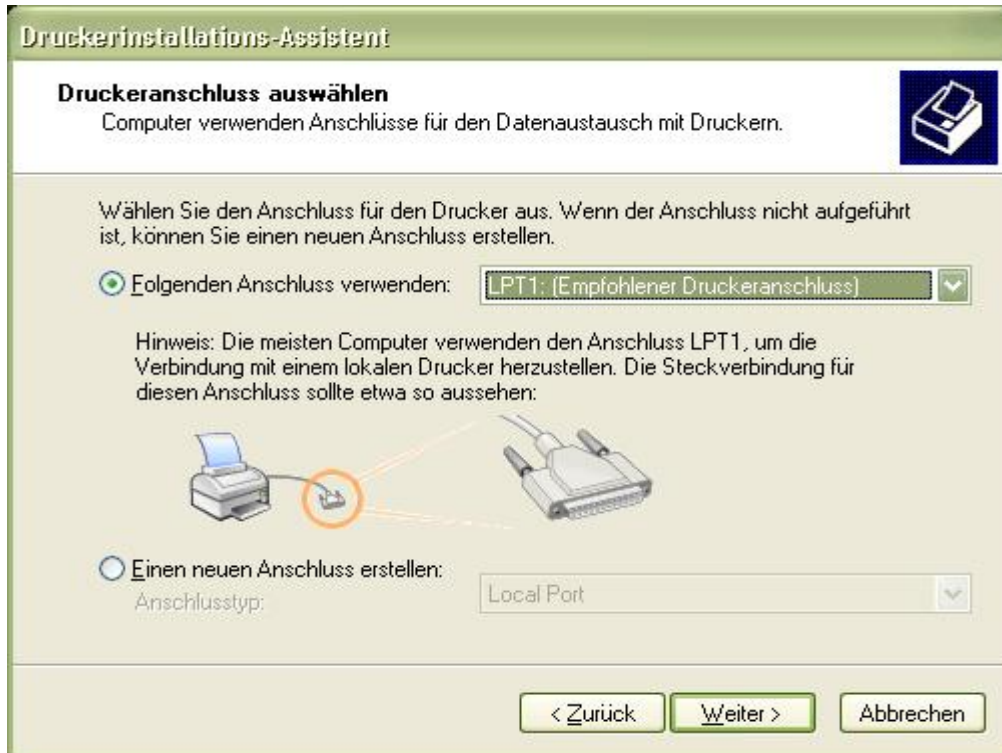 Druckerinstallations-Assistent
Druckeranschluss auswählen
Computer verwenden Anschlüsse für den Datenaustausch mit Druckern.
Wählen Sie den Anschluss für den Drucker aus. Wenn der Anschluss nicht aufgeführt
ist, können Sie einen neuen Anschluss erstellen.
Folgenden Anschluss verwenden: LPT1: (Empfohlener Druckeranschluss)
Hinweis: Die meisten Computer verwenden den Anschluss LPT1, um die
Verbindung mit einem lokalen Drucker herzustellen. Die Steckverbindung für
diesen Anschluss sollte etwa so aussehen:
Einen neuen Anschluss erstellen:
Anschlusstyp: Local Port
< Zurück Weiter > Abbrechen